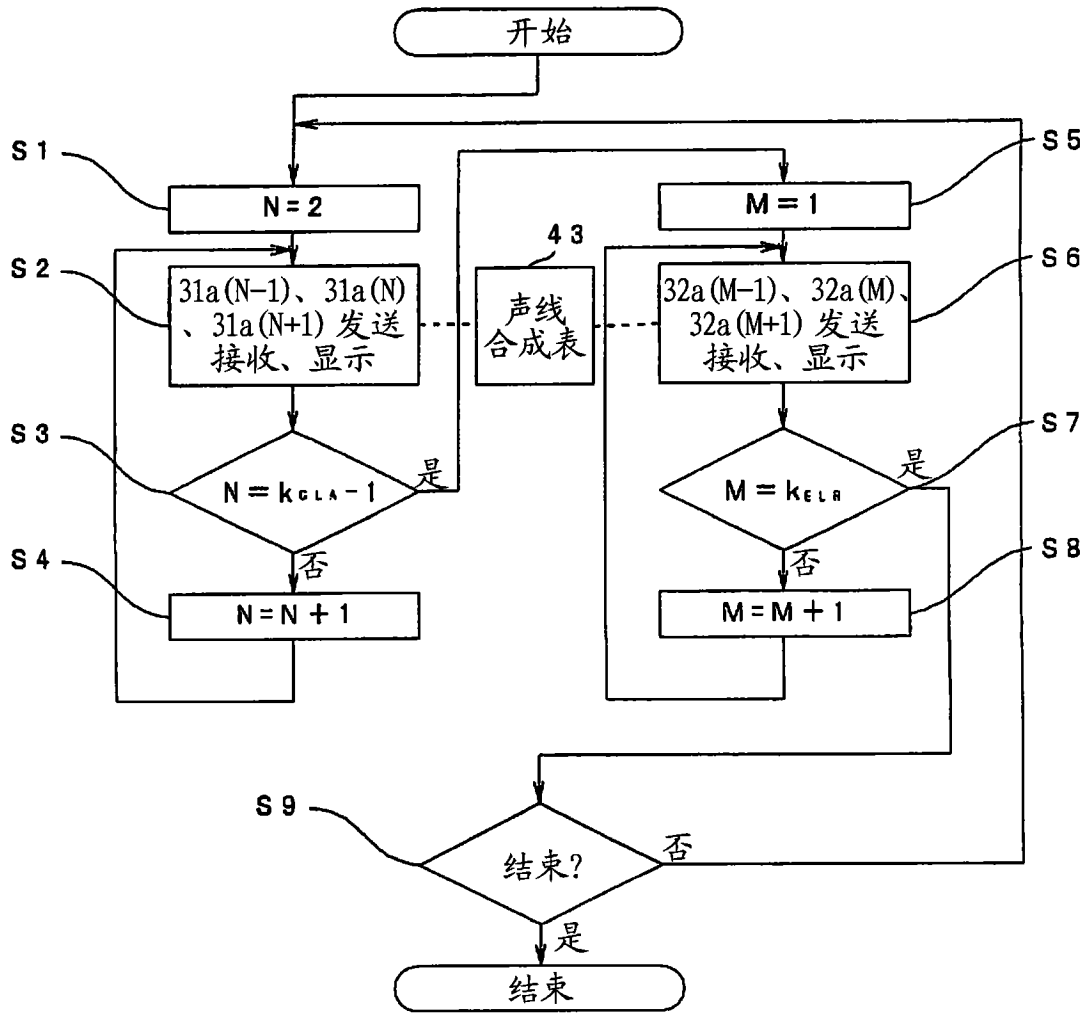 开始
S1
N=2
S5
M=1
S2
31a(N-1)、31a(N)
、31a(N+1) 发送
接收、显示
43
声线
合成表
S6
32a(M-1)、32a(M)、
32a(M+1) 发送
接收、显示
S3
N=kCLA-1
是
否
S7
M=kELR
是
否
S4
N=N+1
S8
M=M+1
S9
结束?
否
是
结束